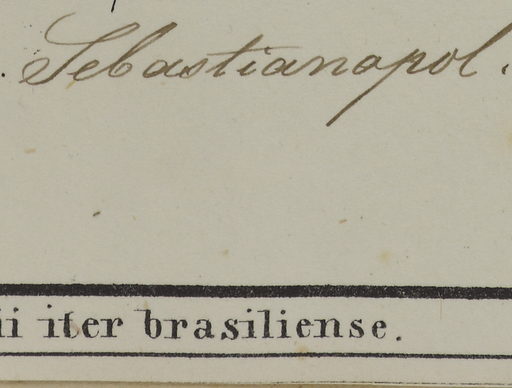 . Sebastianopol.
ii iter brasiliense.